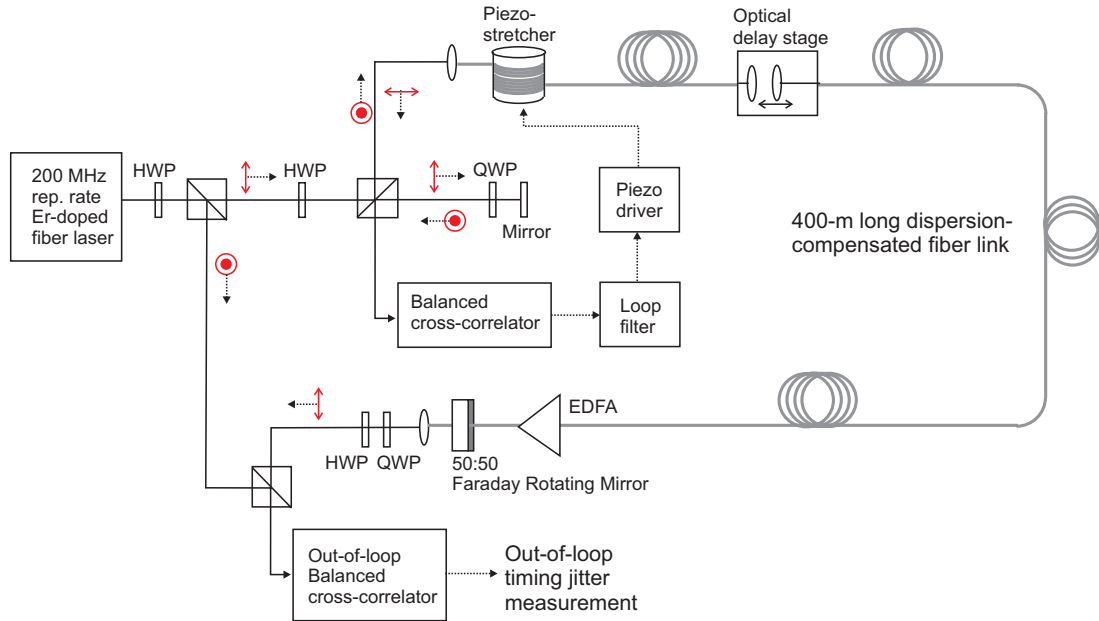 Piezo-
stretcher
Optical
delay stage
200 MHz
rep. rate
Er-doped
fiber laser
HWP
HWP
QWP
Mirror
Piezo
driver
400-m long dispersion-
compensated fiber link
Balanced
cross-correlator
Loop
filter
EDFA
HWP
QWP
50:50
Faraday Rotating Mirror
Out-of-loop
Balanced
cross-correlator
Out-of-loop
timing jitter
measurement